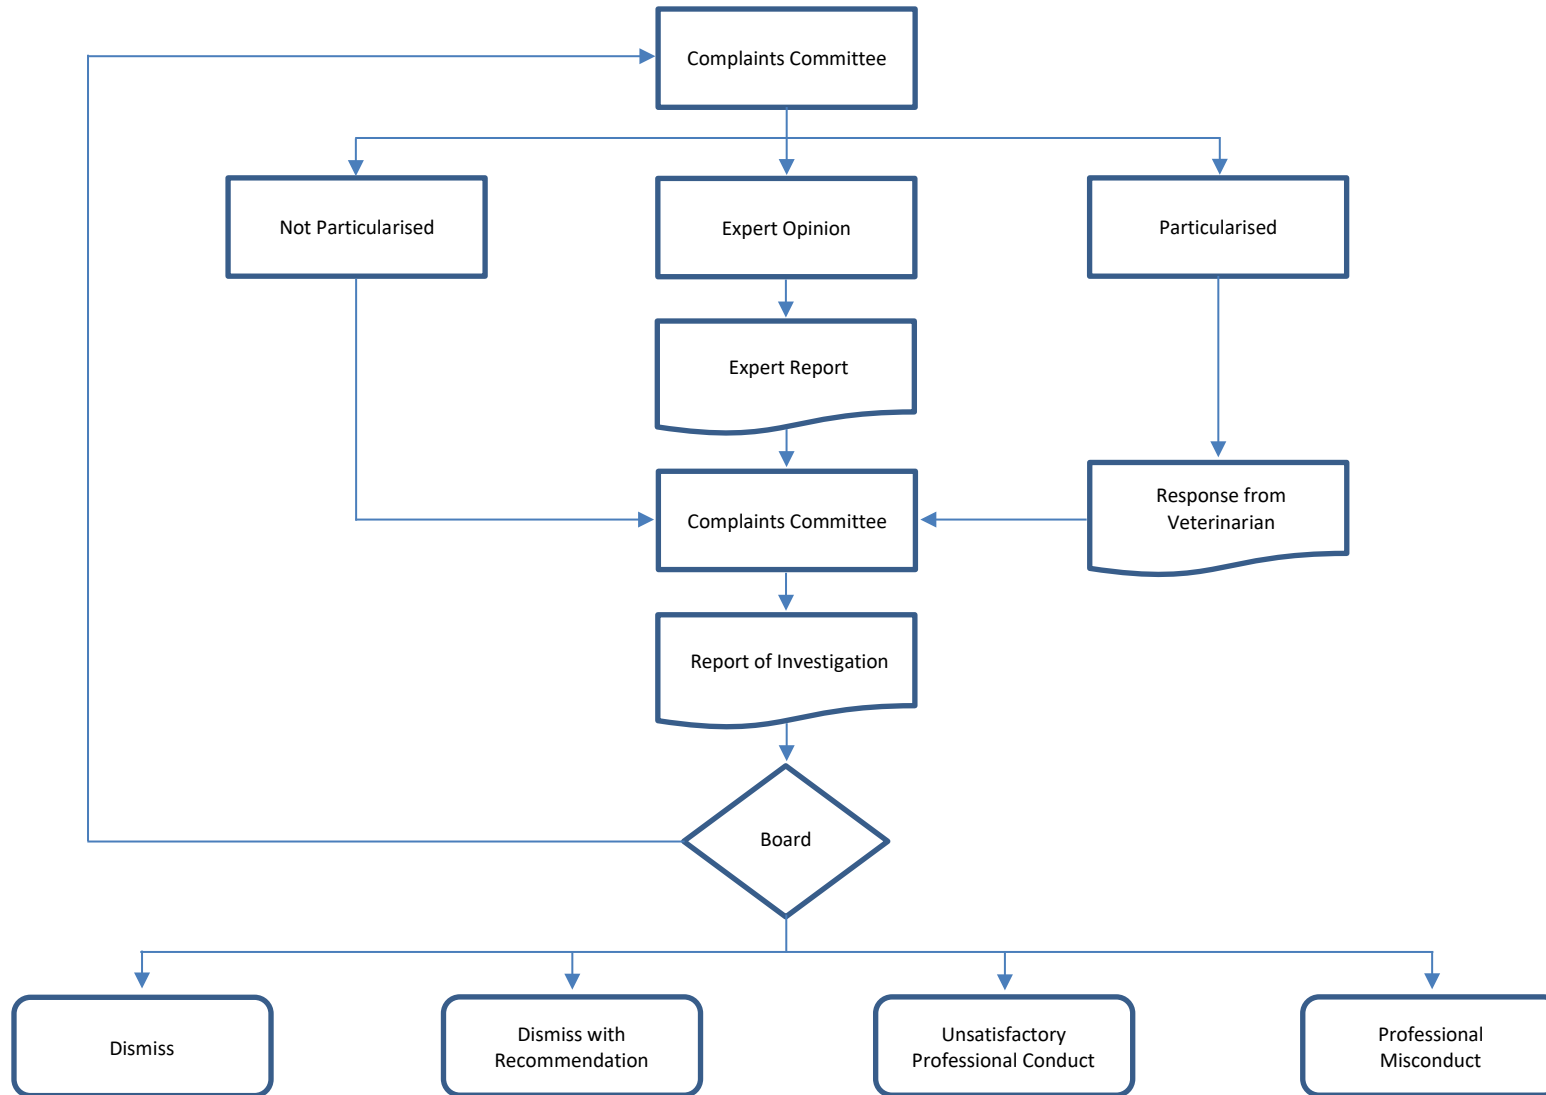 Complaints Committee
Not Particularised
Expert Opinion
Particularised
Expert Report
Complaints Committee
Response from
Veterinarian
Report of Investigation
Board
Dismiss
Dismiss with
Recommendation
Unsatisfactory
Professional Conduct
Professional
Misconduct